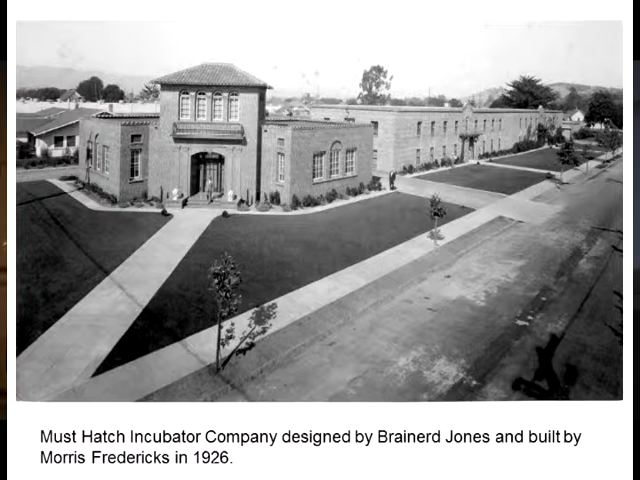 Must Hatch Incubator Company designed by Brainerd Jones and built by
Morris Fredericks in 1926.